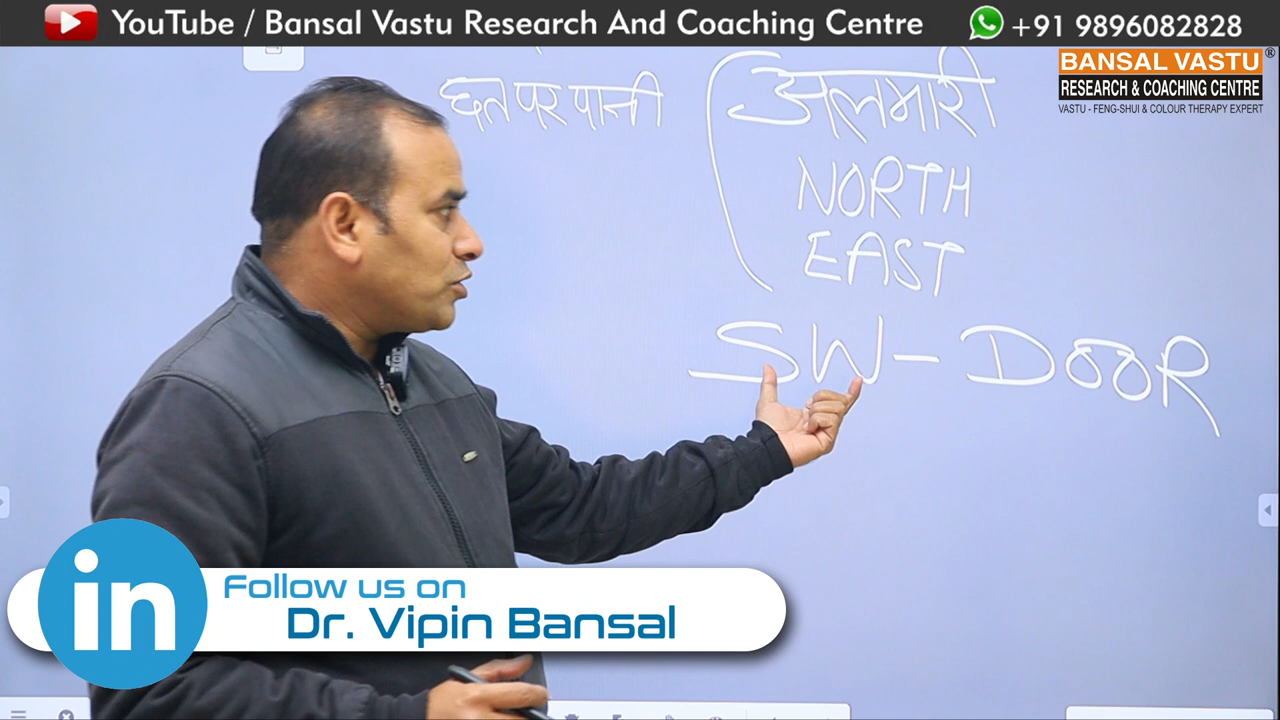 YouTube / Bansal Vastu Research And Coaching Centre
+91 9896082828
BANSAL VASTU®
RESEARCH & COACHING CENTRE
VASTU - FENG-SHUI & COLOUR THERAPY EXPERT
छत पर पानी
अलमारी
NORTH
EAST
SW - DOOR
in
Follow us on
Dr. Vipin Bansal